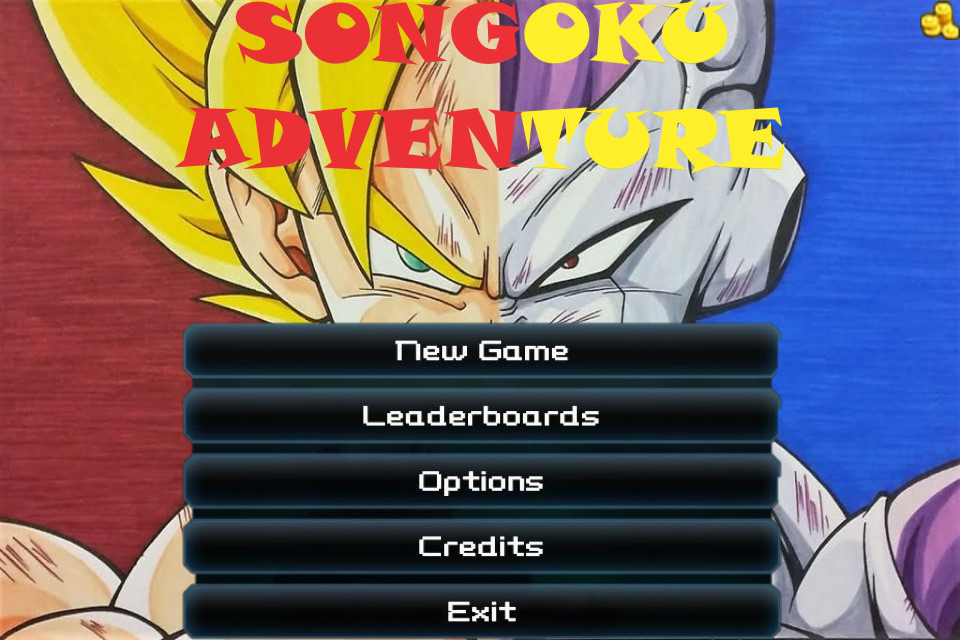 SONGOKU
ADVENTURE
New Game
Leaderboards
Options
Credits
Exit